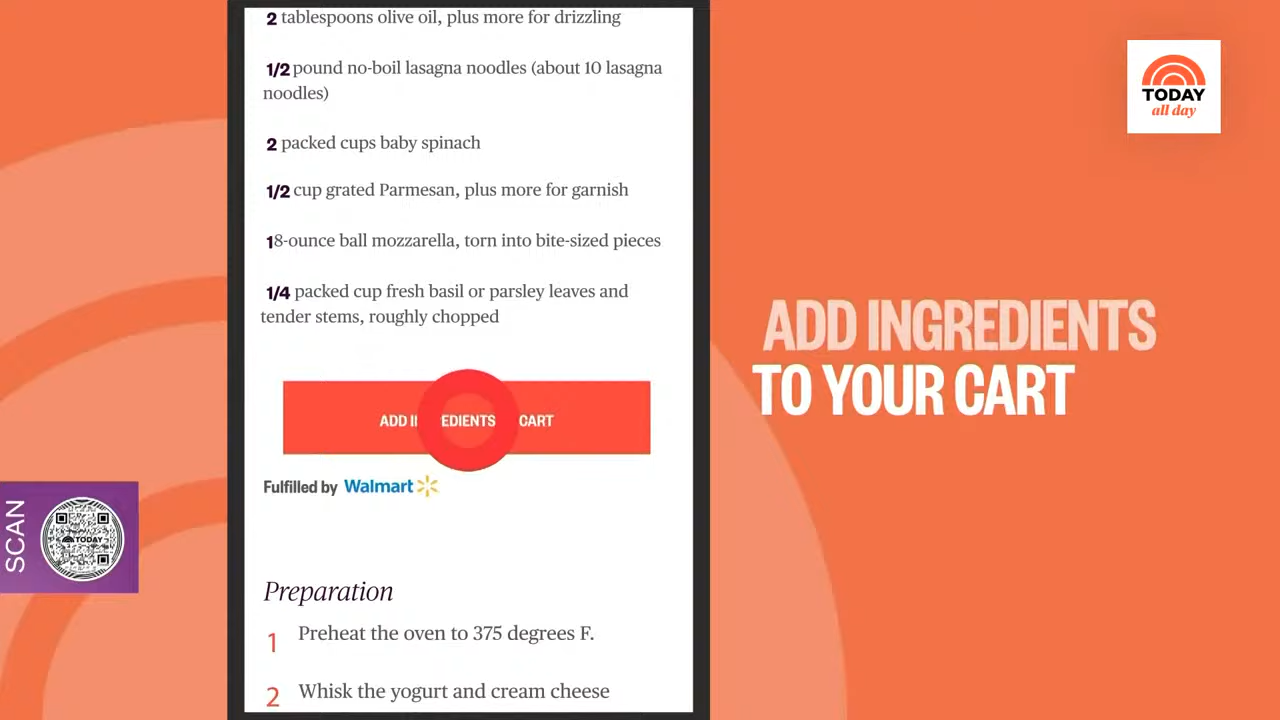 2 tablespoons olive oil, plus more for drizzling
1/2 pound no-boil lasagna noodles (about 10 lasagna
noodles)
2 packed cups baby spinach
1/2 cup grated Parmesan, plus more for garnish
1 8-ounce ball mozzarella, torn into bite-sized pieces
1/4 packed cup fresh basil or parsley leaves and
tender stems, roughly chopped
ADD I EDIENTS CART
Fulfilled by Walmart
Preparation
1 Preheat the oven to 375 degrees F.
2 Whisk the yogurt and cream cheese
ADD INGREDIENTS
TO YOUR CART
TODAY
all day
SCAN
TODAY